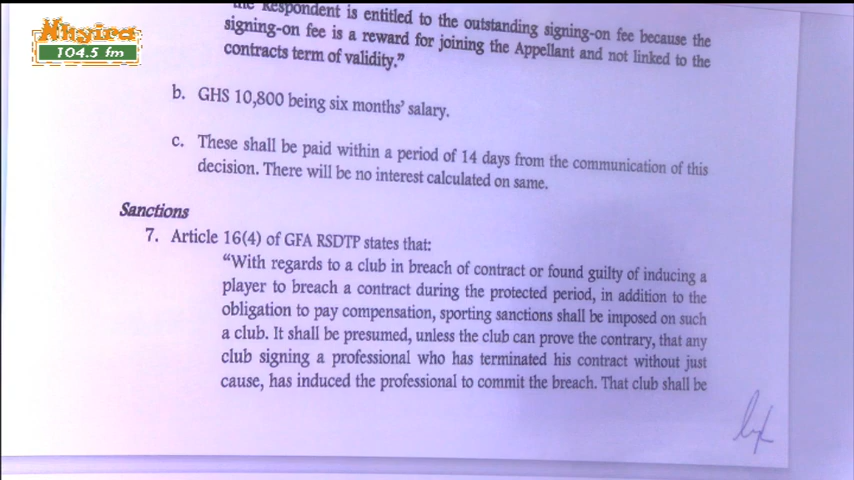 Nhyira
104.5 fm
the Respondent is entitled to the outstanding signing-on fee because the
signing-on fee is a reward for joining the Appellant and not linked to the
contracts term of validity.”
b. GHS 10,800 being six months’ salary.
c. These shall be paid within a period of 14 days from the communication of this
decision. There will be no interest calculated on same.
Sanctions
7. Article 16(4) of GFA RSDTP states that:
“With regards to a club in breach of contract or found guilty of inducing a
player to breach a contract during the protected period, in addition to the
obligation to pay compensation, sporting sanctions shall be imposed on such
a club. It shall be presumed, unless the club can prove the contrary, that any
club signing a professional who has terminated his contract without just
cause, has induced the professional to commit the breach. That club shall be